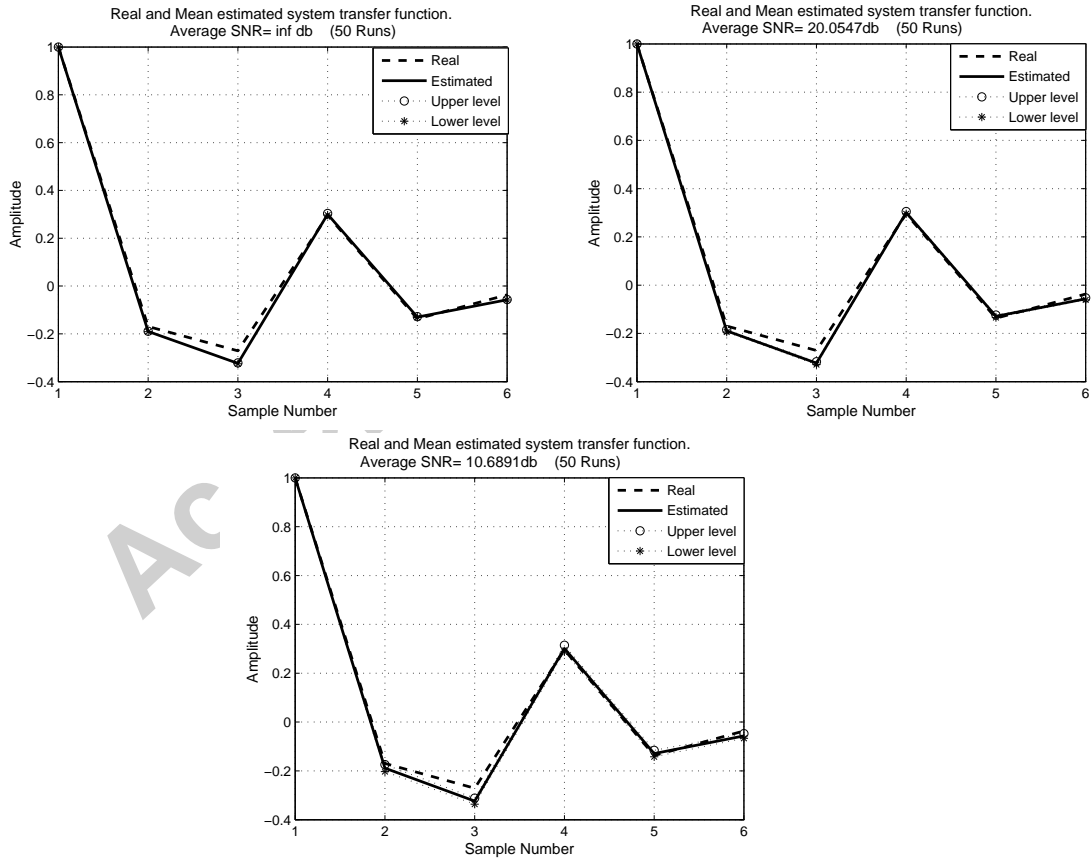 Real and Mean estimated system transfer function.
Average SNR= inf db (50 Runs)
1
0.8
0.6
0.4
0.2
0
−0.2
−0.4
Amplitude
Real
Estimated
Upper level
Lower level
1 2 3 4 5 6
Sample Number
Real and Mean estimated system transfer function.
Average SNR= 20.0547db (50 Runs)
1
0.8
0.6
0.4
0.2
0
−0.2
−0.4
Amplitude
Real
Estimated
Upper level
Lower level
1 2 3 4 5 6
Sample Number
Real and Mean estimated system transfer function.
Average SNR= 10.6891db (50 Runs)
1
0.8
0.6
0.4
0.2
0
−0.2
−0.4
Amplitude
Real
Estimated
Upper level
Lower level
1 2 3 4 5 6
Sample Number
Ac